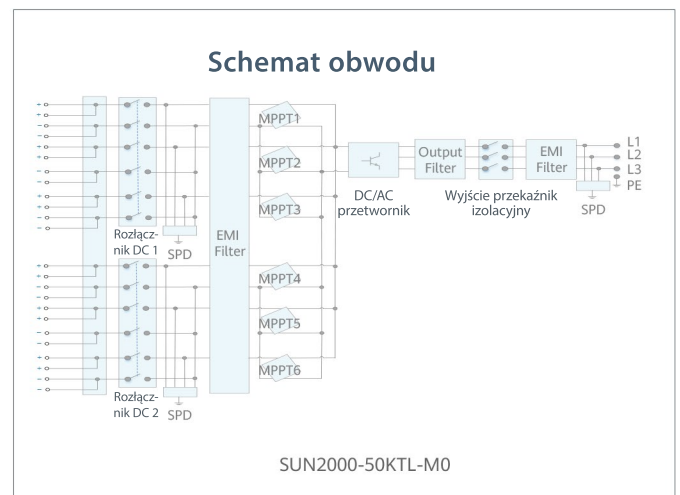 Schemat obwodu
MPPT1
MPPT2
MPPT3
MPPT4
MPPT5
MPPT6
Rozłącz-
nik DC 1
SPD
EMI
Filter
Rozłącz-
nik DC 2
SPD
DC/AC
przetwornik
Output
Filter
Wyjście przekaźnik
izolacyjny
EMI
Filter
L1
L2
L3
PE
SPD
SUN2000-50KTL-M0